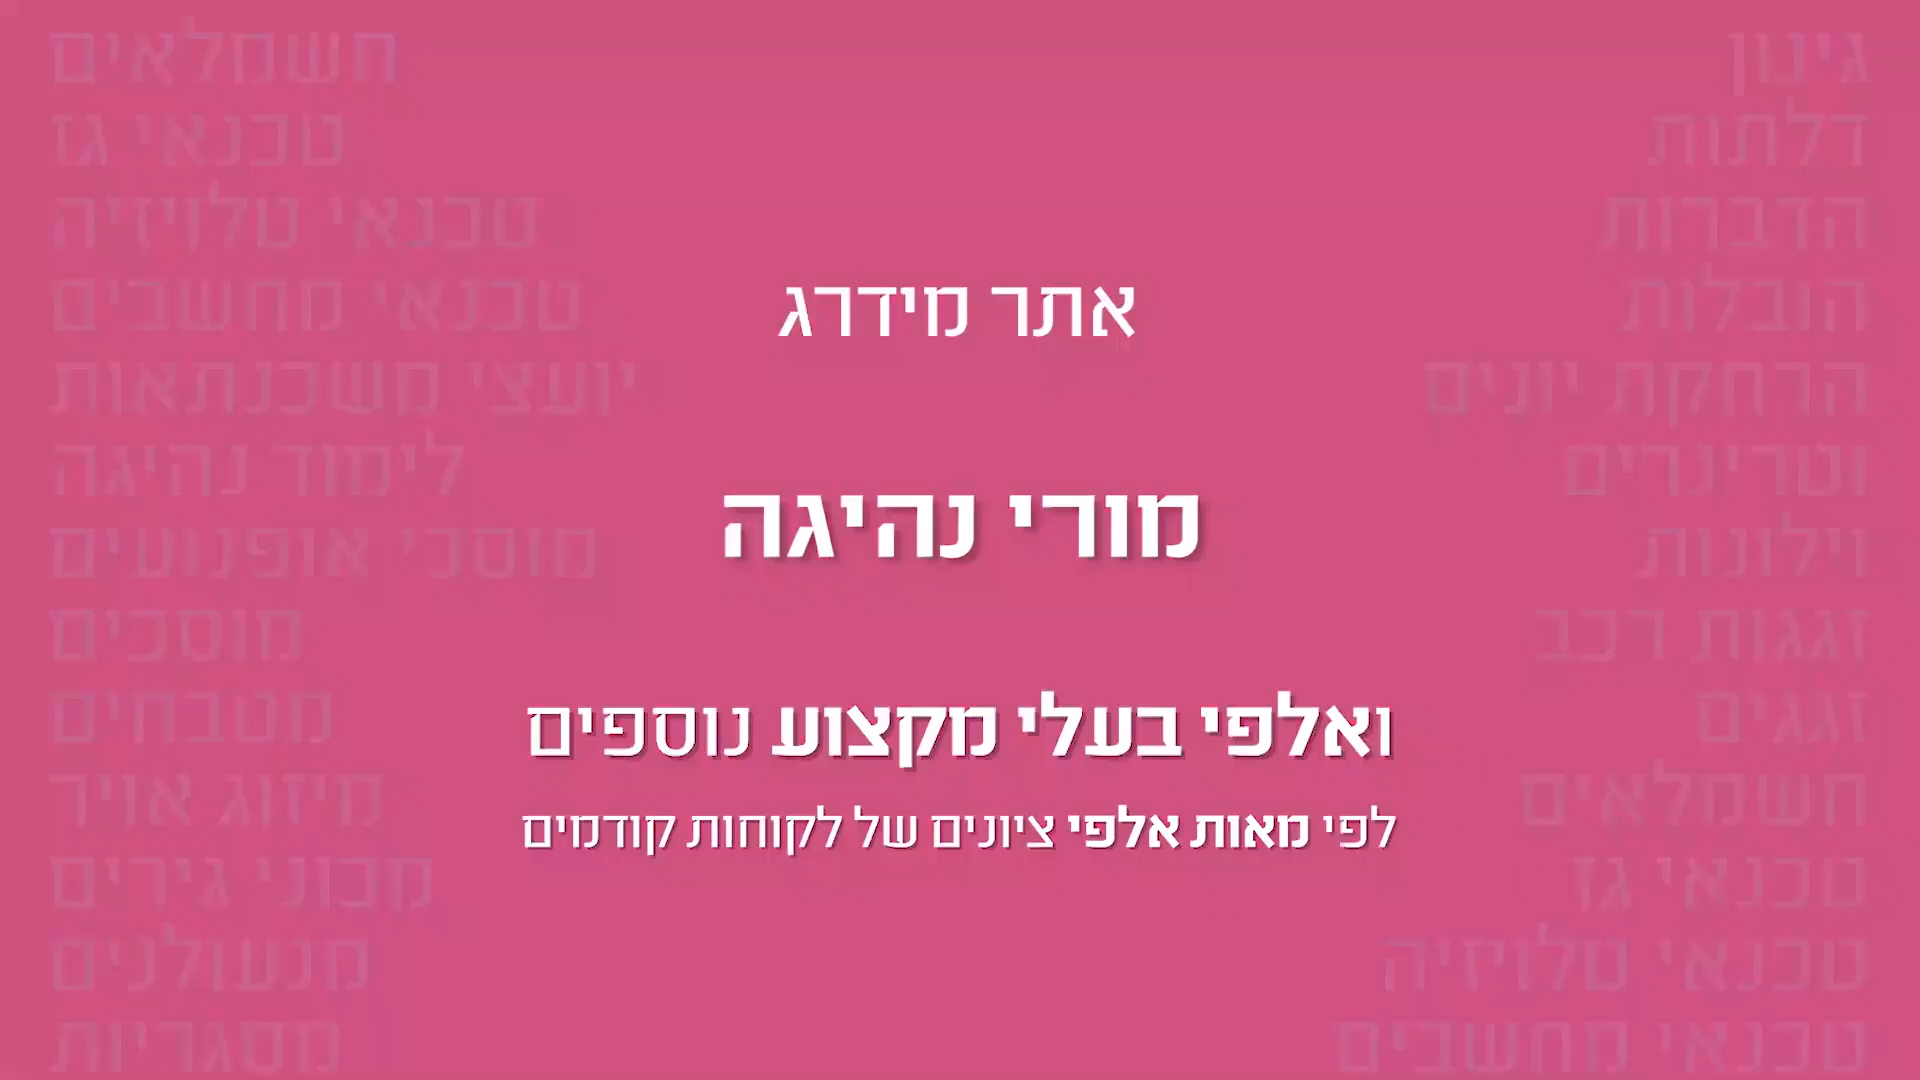 אתר מידרג
מורי נהיגה
ואלפי בעלי מקצוע נוספים
לפי מאות אלפי ציונים של לקוחות קודמים
גינון
דלתות
הדברות
הובלות
הרחקת יונים
וטרינרים
וילונות
זגגות רכב
זגגים
חשמלאים
טכנאי גז
טכנאי טלויזיה
טכנאי מחשבים
חשמלאים
טכנאי גז
טכנאי טלויזיה
טכנאי מחשבים
יועצי משכנתאות
לימוד נהיגה
מוסכי אופנועים
מוסכים
מטבחים
מיזוג אויר
מכוני גירים
מנעולנים
מסגריות